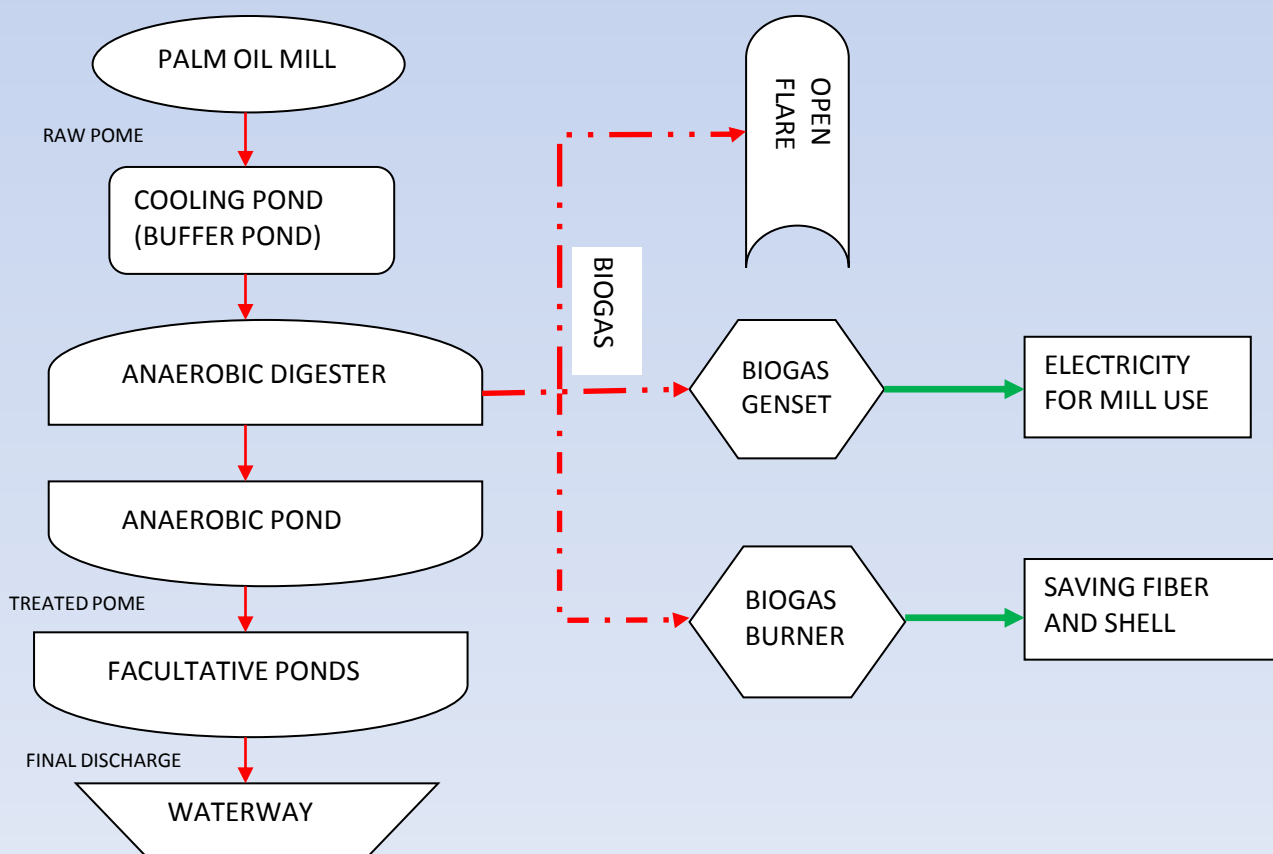 PALM OIL MILL
RAW POME
COOLING POND
(BUFFER POND)
ANAEROBIC DIGESTER
ANAEROBIC POND
TREATED POME
FACULTATIVE PONDS
FINAL DISCHARGE
WATERWAY
BIOGAS
OPEN
FLARE
BIOGAS
GENSET
ELECTRICITY
FOR MILL USE
BIOGAS
BURNER
SAVING FIBER
AND SHELL